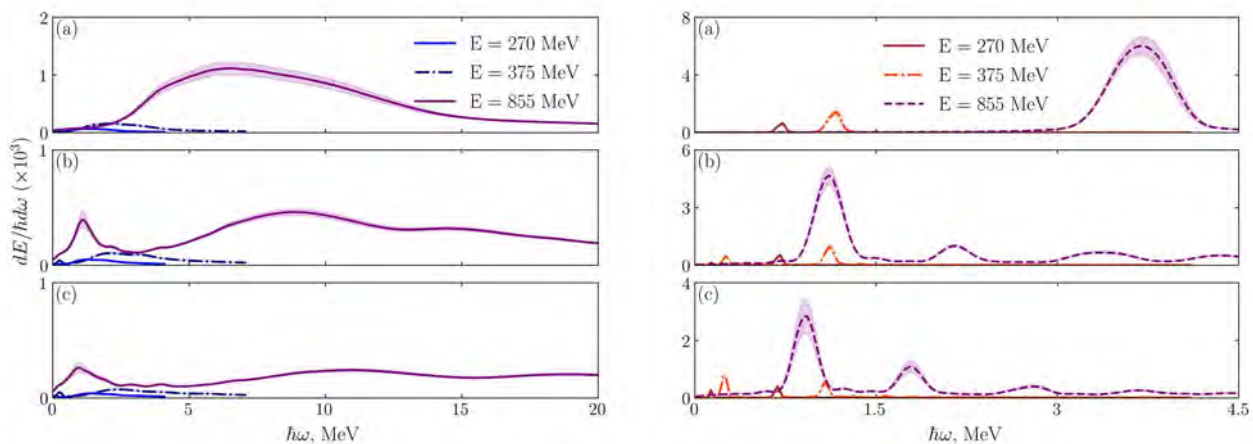 2
(a)
E = 270 MeV
E = 375 MeV
E = 855 MeV
1
0
1
(b)
0
1
(c)
0
0
5
10
15
20
dE/ħdω (×10³)
ħω, MeV
8
(a)
E = 270 MeV
E = 375 MeV
E = 855 MeV
4
0
6
(b)
3
0
4
(c)
2
0
0
1.5
3
4.5
ħω, MeV